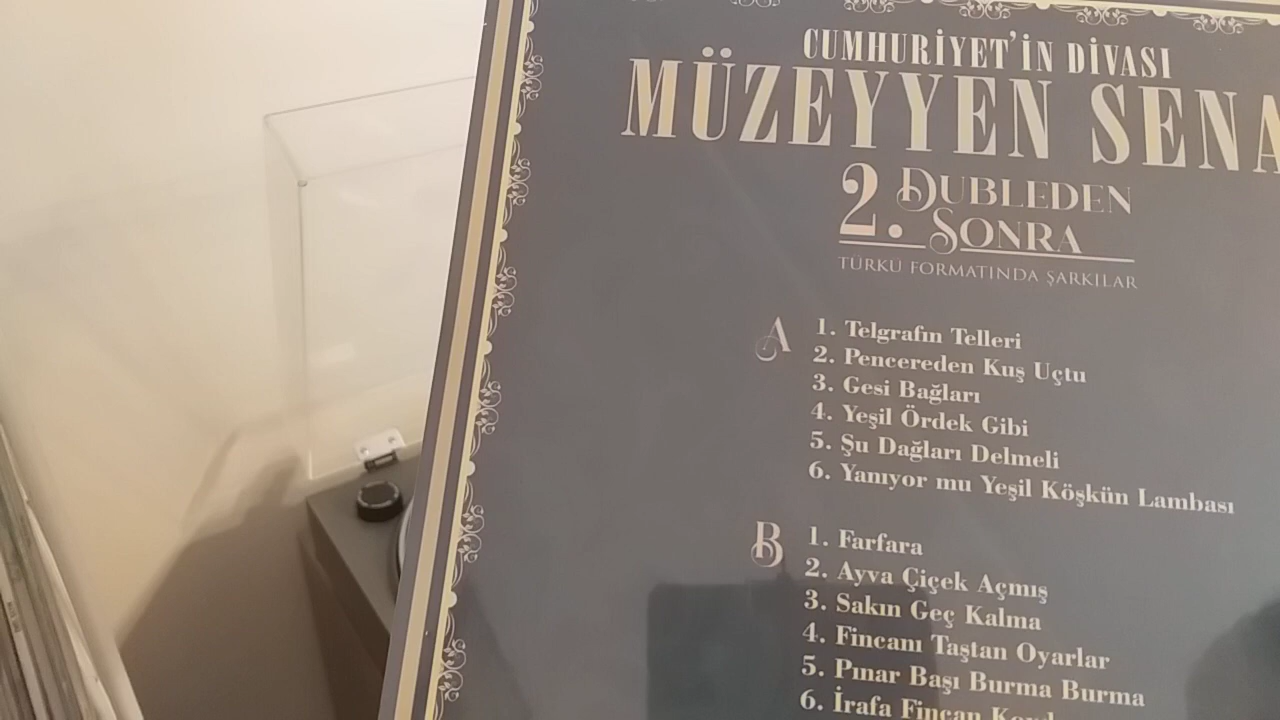 CUMHURİYET'İN DİVASI
MÜZEYYEN SENA
2. DUBLEDEN
SONRA
TÜRKÜ FORMATINDA ŞARKILAR
A
1. Telgrafın Telleri
2. Pencereden Kuş Uçtu
3. Gesi Bağları
4. Yeşil Ördek Gibi
5. Şu Dağları Delmeli
6. Yanıyor mu Yeşil Köşkün Lambası
B
1. Farfara
2. Ayva Çiçek Açmış
3. Sakın Geç Kalma
4. Fincanı Taştan Oyarlar
5. Pınar Başı Burma Burma
6. İrafa Fincan